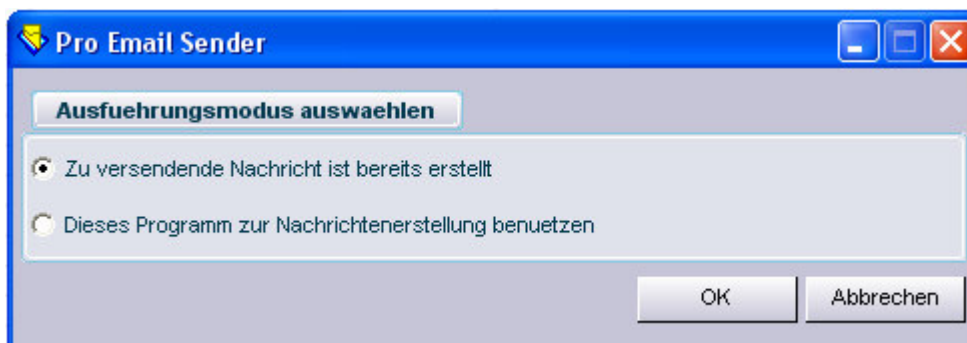 Pro Email Sender
Ausfuehrungsmodus auswaehlen
Zu versendende Nachricht ist bereits erstellt
Dieses Programm zur Nachrichtenerstellung benuetzen
OK Abbrechen